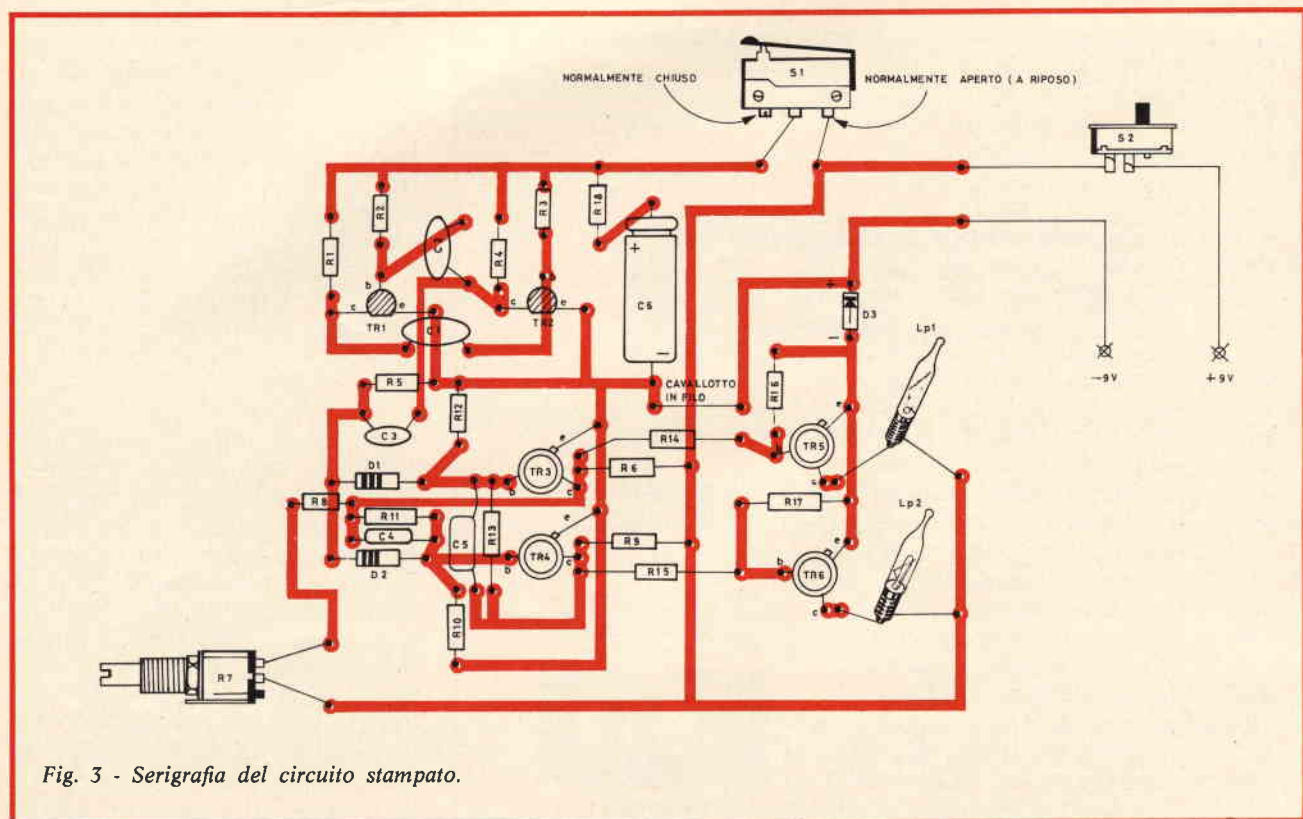 NORMALMENTE CHIUSO
S1
NORMALMENTE APERTO ( A RIPOSO )
S2
R1
R2
C2
R4
R3
R18
+
C6
−
b
c
e
TR1
C1
b
c
e
TR2
+
D3
−
Lp1
−9V
+9V
R5
C3
R12
CAVALLOTTO
IN FILO
R16
e
TR5
c
D1
TR3
b
e
c
R14
R6
R8
R11
C4
D2
C5
R13
TR4
b
e
c
R9
R15
R17
Lp2
e
b
TR6
c
R10
R7
Fig. 3 - Serigrafia del circuito stampato.